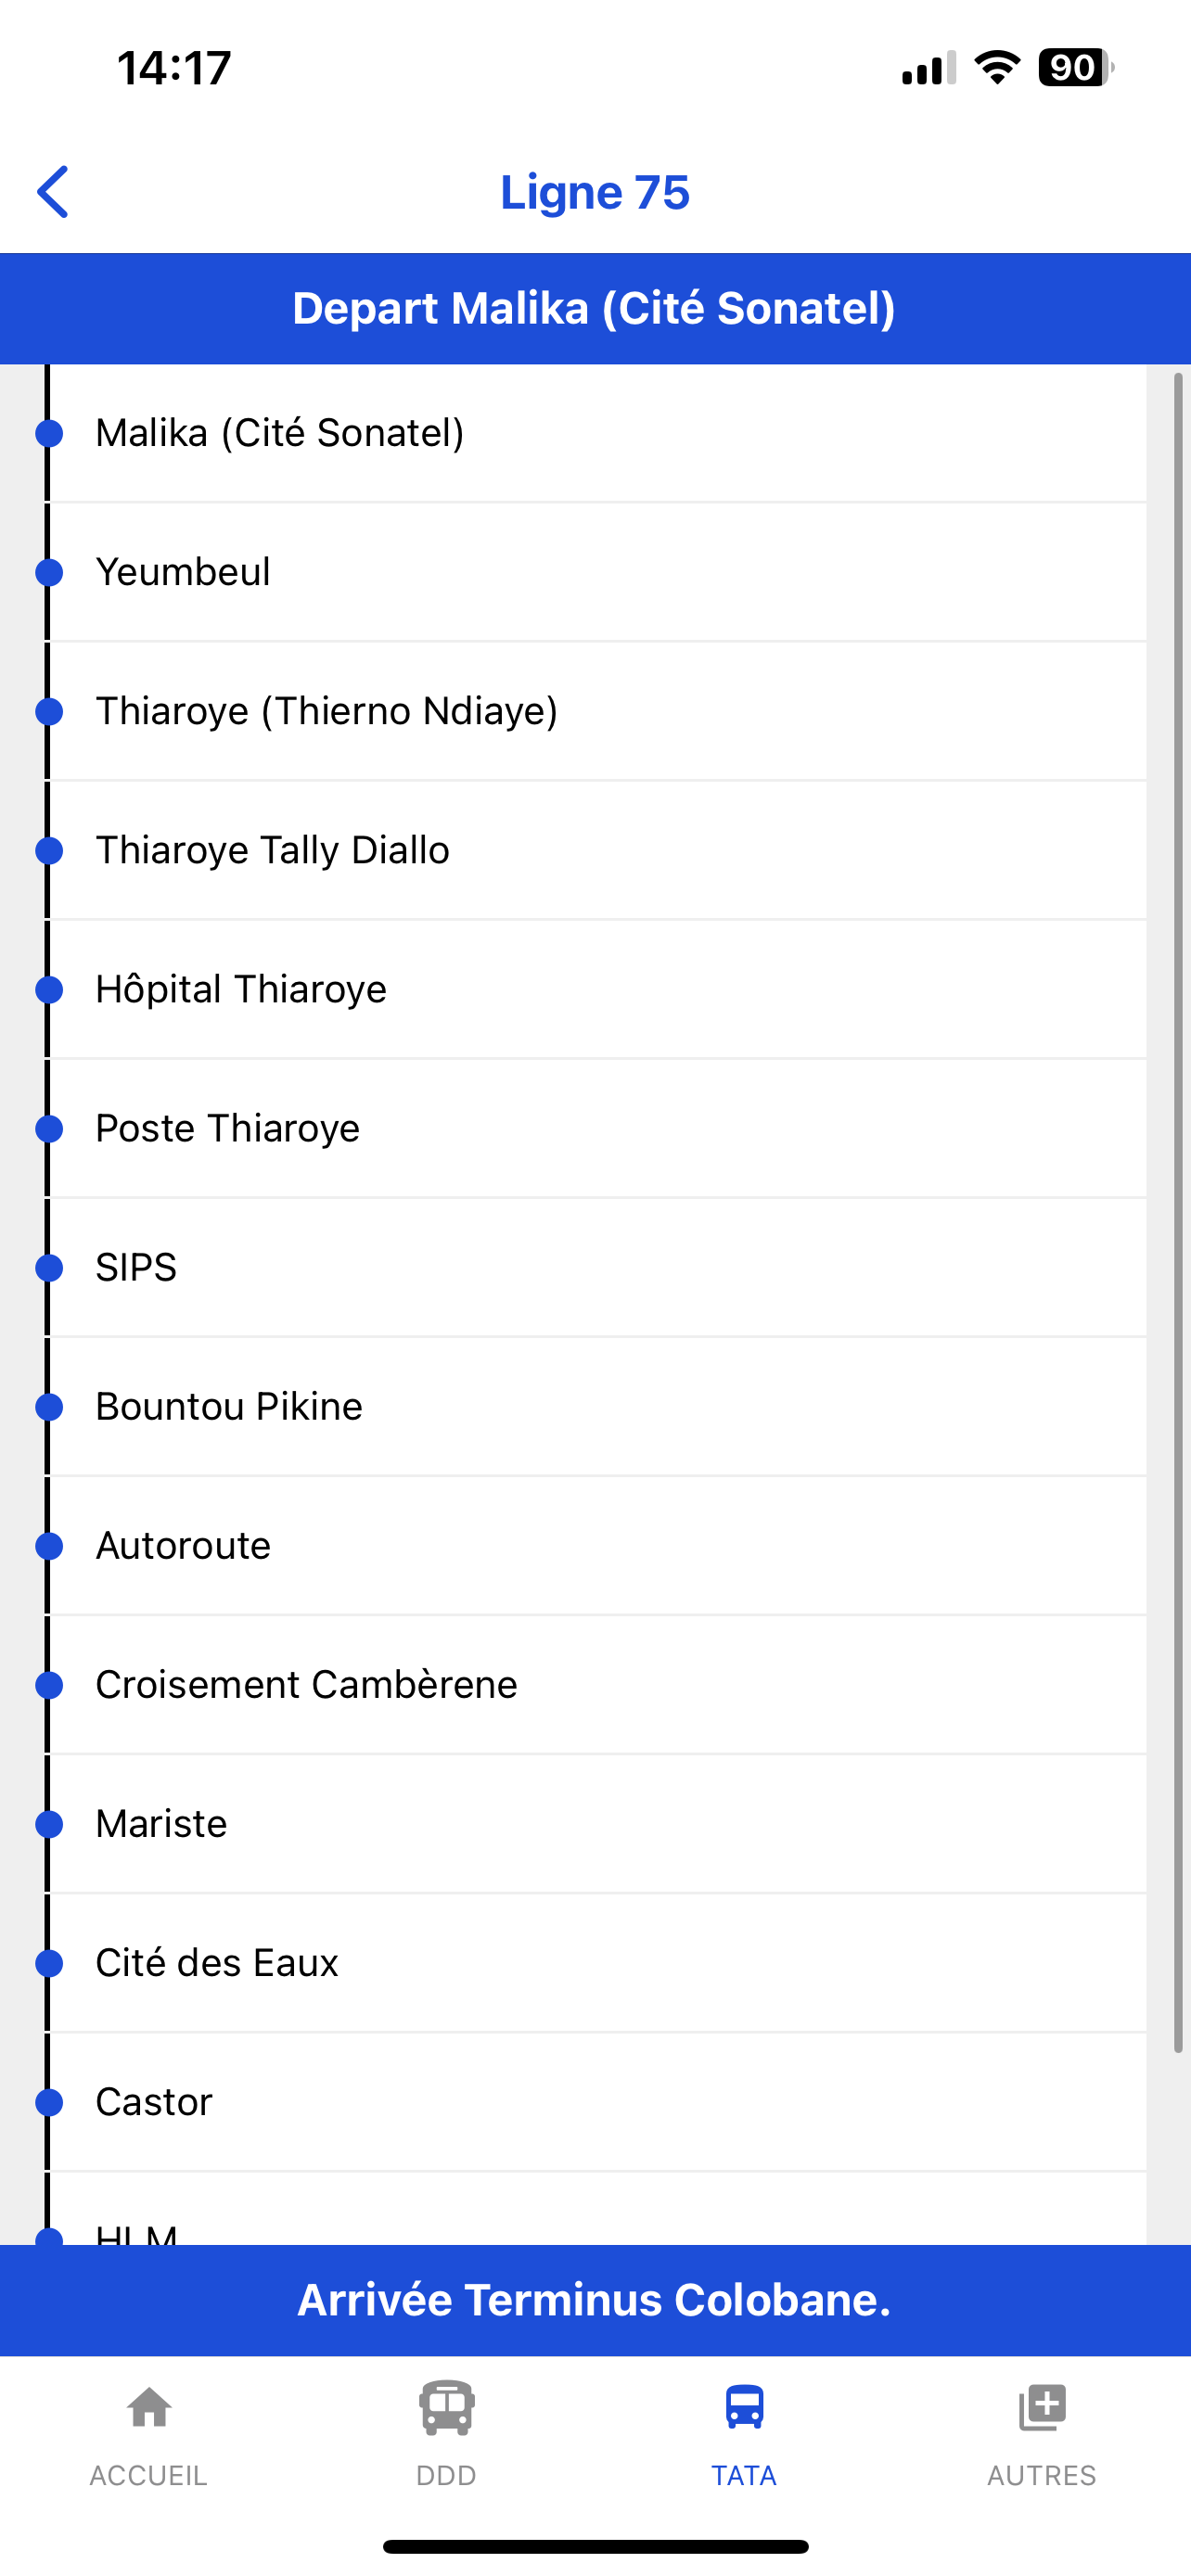 14:17
90
Ligne 75
Depart Malika (Cité Sonatel)
Malika (Cité Sonatel)
Yeumbeul
Thiaroye (Thierno Ndiaye)
Thiaroye Tally Diallo
Hôpital Thiaroye
Poste Thiaroye
SIPS
Bountou Pikine
Autoroute
Croisement Cambèrene
Mariste
Cité des Eaux
Castor
HLM
Arrivée Terminus Colobane.
ACCUEIL
DDD
TATA
AUTRES